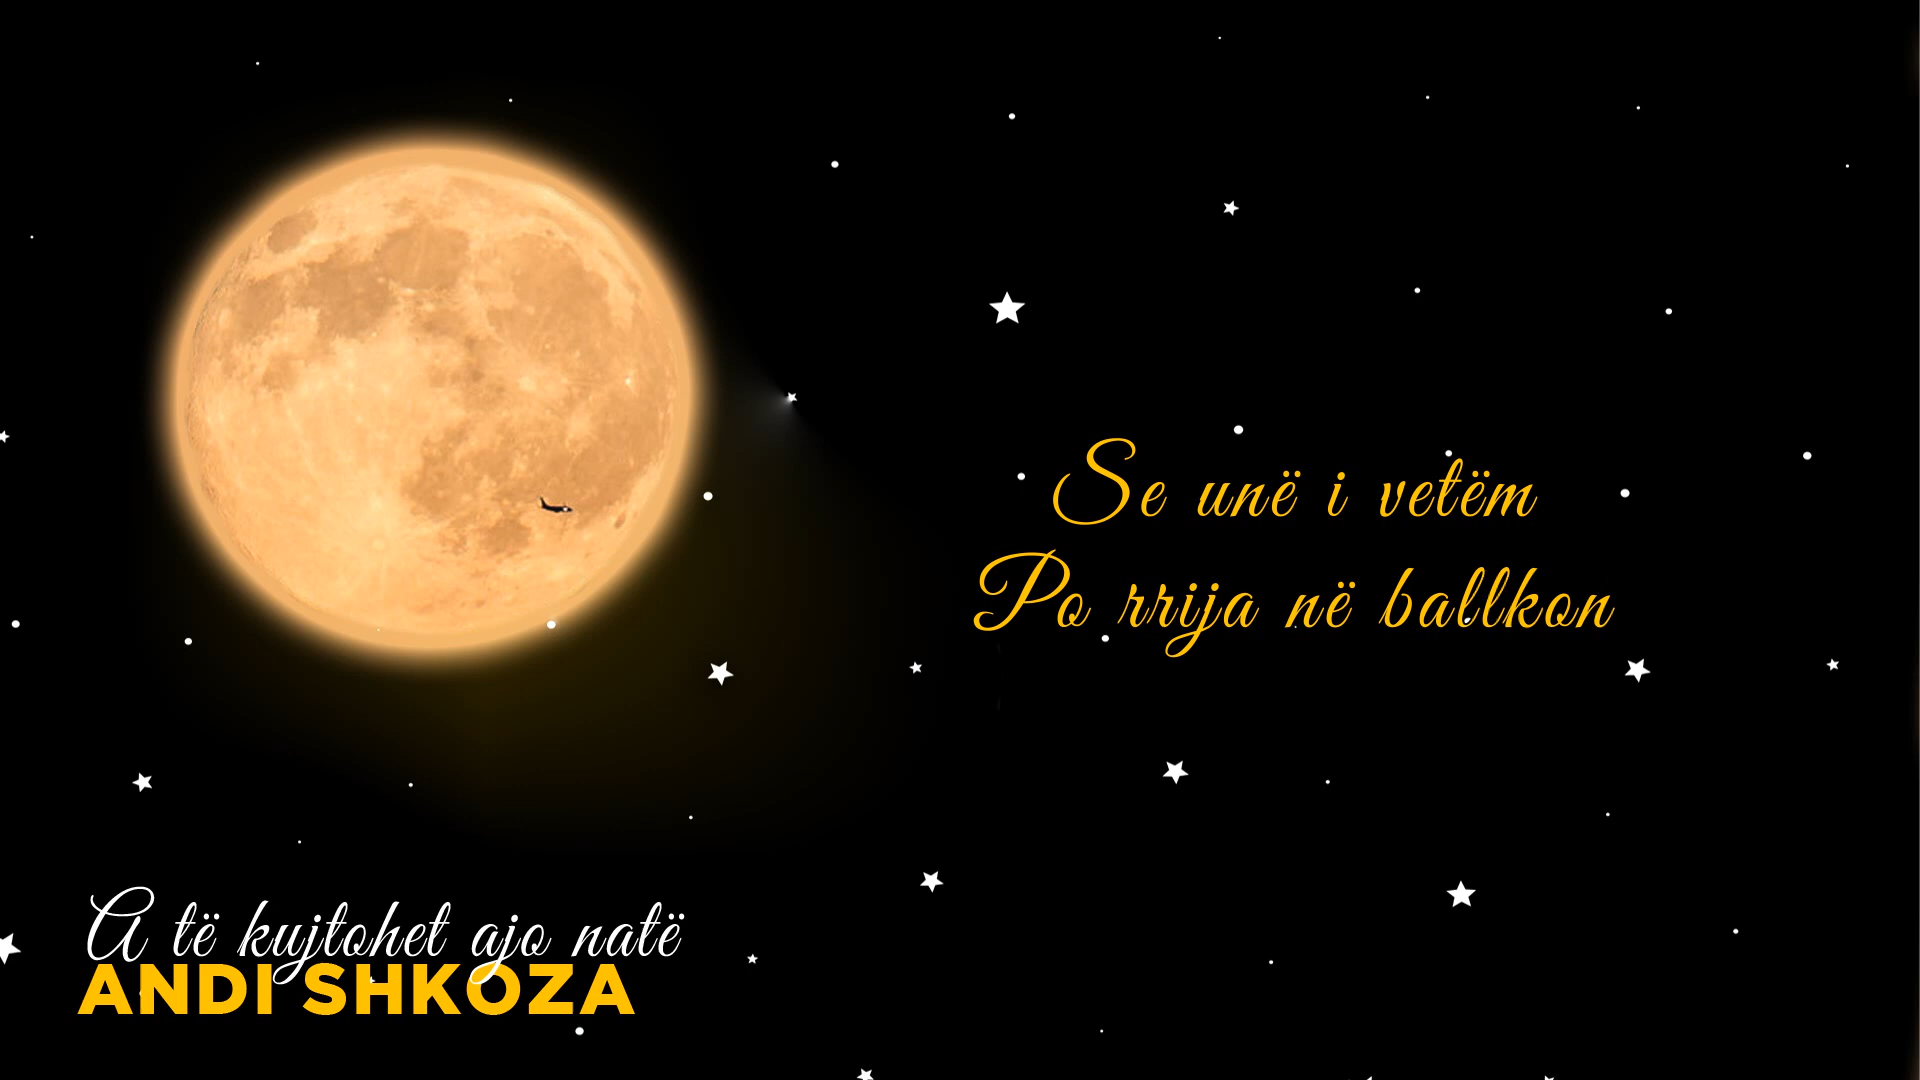 Se unë i vetëm
Po rrija në ballkon
A të kujtohet ajo natë
ANDI SHKOZA